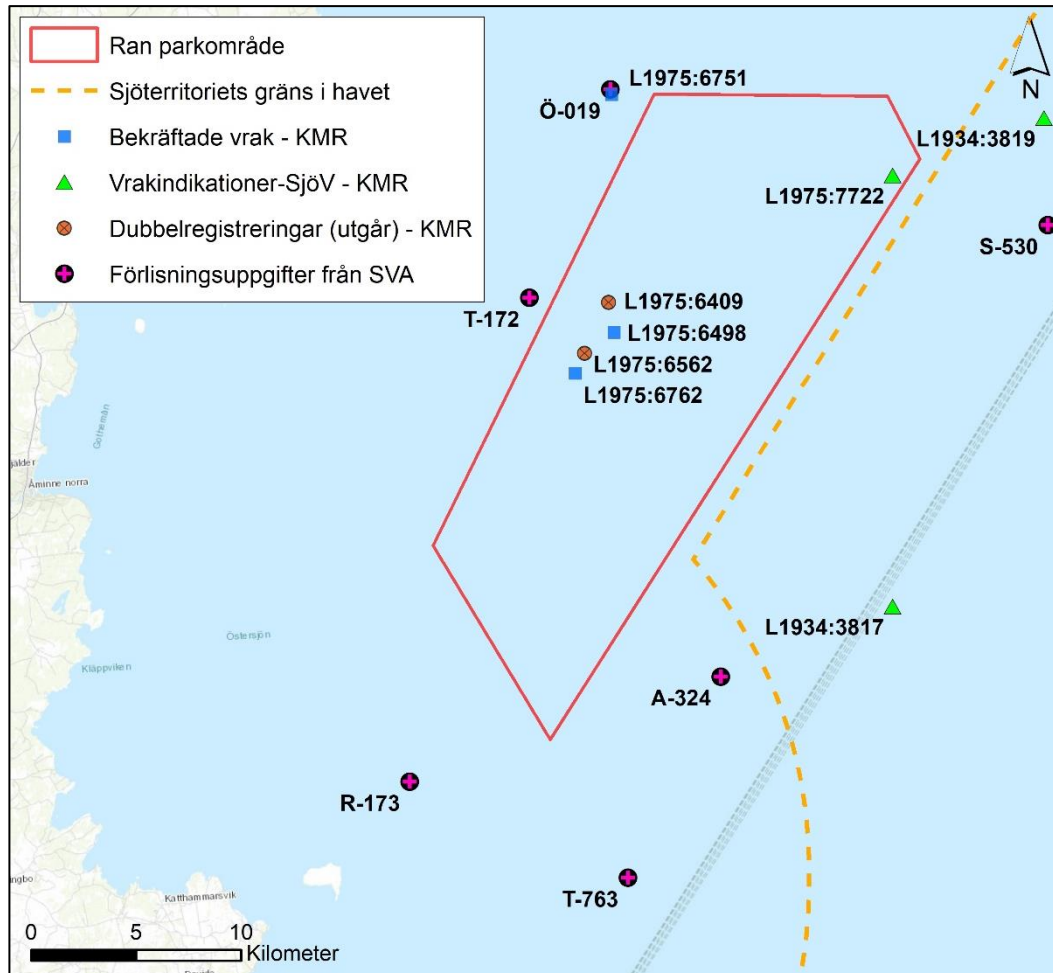 Ran parkområde
Sjöterritoriets gräns i havet
Bekräftade vrak - KMR
Vrakindikationer-SjöV - KMR
Dubbelregistreringar (utgår) - KMR
Förlisningsuppgifter från SVA
N
L1975:6751
Ö-019
L1934:3819
L1975:7722
S-530
T-172
L1975:6409
L1975:6498
L1975:6562
L1975:6762
Åminne norra
Östersjön
L1934:3817
Kläppviken
A-324
R-173
T-763
Katthammarsvik
0 5 10
Kilometer